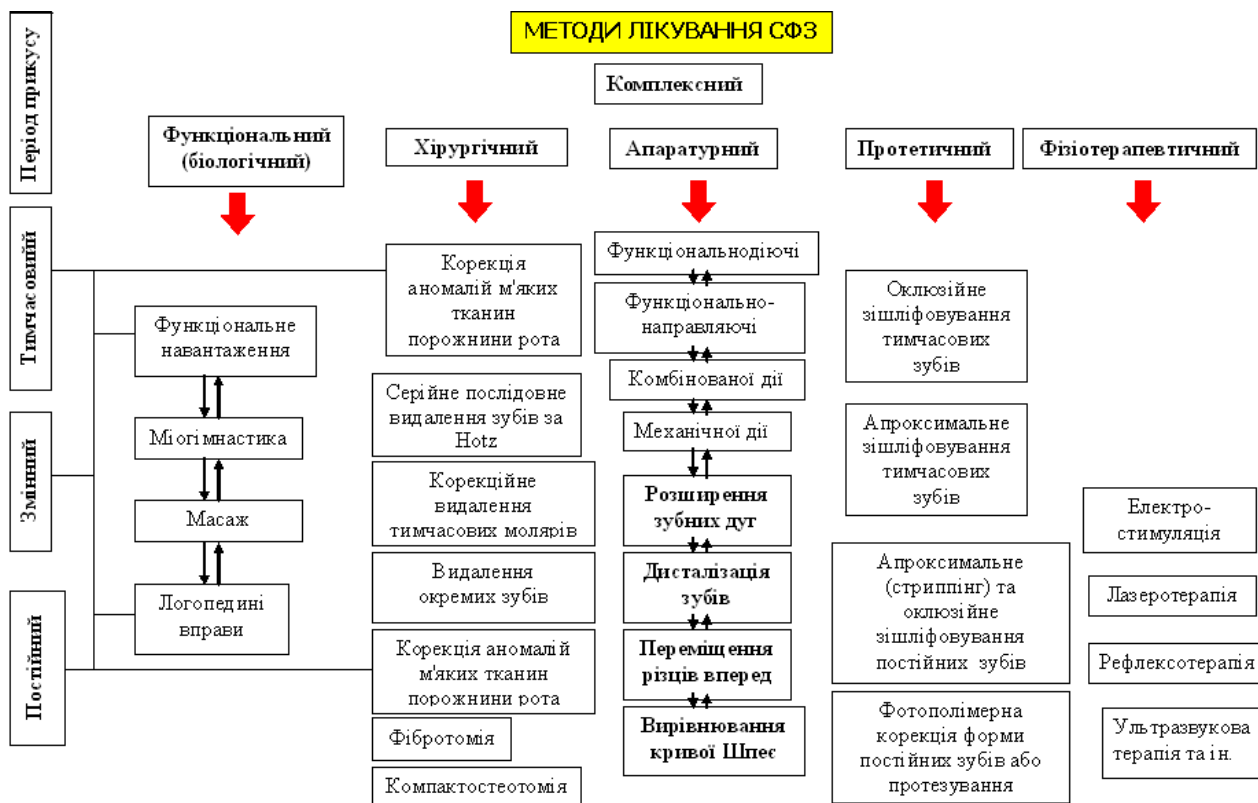 МЕТОДИ ЛІКУВАННЯ СФЗ
Комплексний
Період прикусу
Функціональний
(біологічний)
Хірургічний
Апаратурний
Протетичний
Фізіотерапевтичний
Тимчасовий
Змінний
Постійний
Функціональне
навантаження
Міогімнастика
Масаж
Логопедині
вправи
Корекція
аномалій м'яких
тканин
порожнини рота
Серійне послідовне
видалення зубів за
Hotz
Корекційне
видалення
тимчасових молярів
Видалення
окремих зубів
Корекція аномалій
м'яких тканин
порожнини рота
Фібротомія
Компактостеотомія
Функціональнодіючі
Функціонально-
направляючі
Комбінованої дії
Механічної дії
Розширення
зубних дуг
Дисталізація
зубів
Переміщення
різців вперед
Вирівнювання
кривої Шпеє
Оклюзійне
зішліфовування
тимчасових
зубів
Апроксимальне
зішліфовування
тимчасових
зубів
Апроксимальне
(стриппінг) та
оклюзійне
зішліфовування
постійних зубів
Фотополімерна
корекція форми
постійних зубів або
протезування
Електро-
стимуляція
Лазеротерапія
Рефлексотерапія
Ультразвукова
терапія та ін.